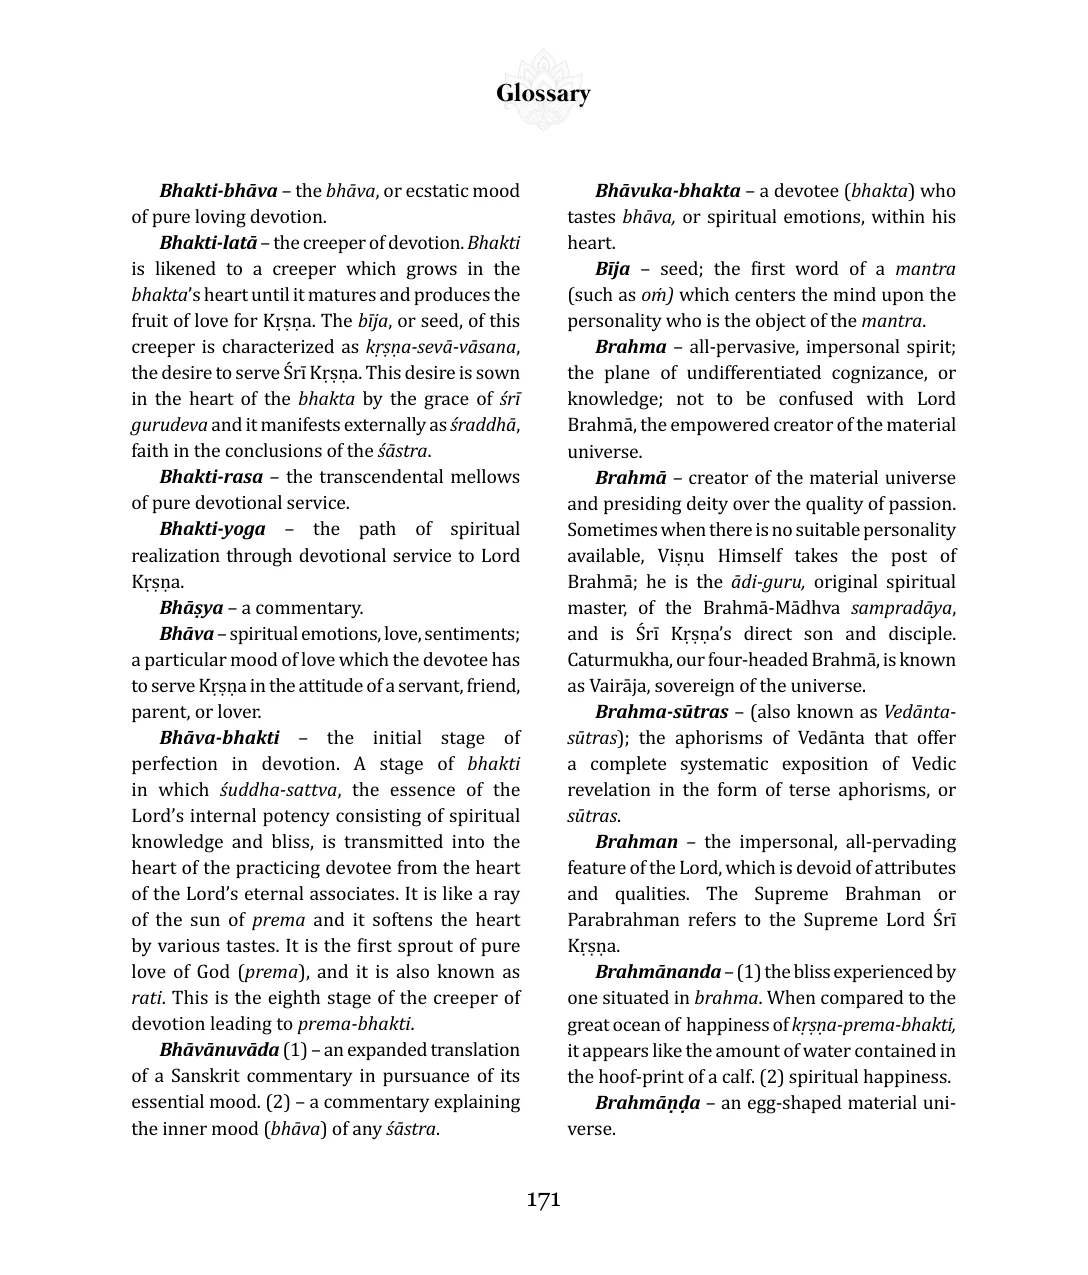 Glossary
Bhakti-bhāva – the bhāva, or ecstatic mood
of pure loving devotion.
Bhakti-latā – the creeper of devotion. Bhakti
is likened to a creeper which grows in the
bhakta's heart until it matures and produces the
fruit of love for Kṛṣṇa. The bīja, or seed, of this
creeper is characterized as kṛṣṇa-sevā-vāsana,
the desire to serve Śrī Kṛṣṇa. This desire is sown
in the heart of the bhakta by the grace of śrī
gurudeva and it manifests externally as śraddhā,
faith in the conclusions of the śāstra.
Bhakti-rasa – the transcendental mellows
of pure devotional service.
Bhakti-yoga – the path of spiritual
realization through devotional service to Lord
Kṛṣṇa.
Bhāṣya – a commentary.
Bhāva – spiritual emotions, love, sentiments;
a particular mood of love which the devotee has
to serve Kṛṣṇa in the attitude of a servant, friend,
parent, or lover.
Bhāva-bhakti – the initial stage of
perfection in devotion. A stage of bhakti
in which śuddha-sattva, the essence of the
Lord's internal potency consisting of spiritual
knowledge and bliss, is transmitted into the
heart of the practicing devotee from the heart
of the Lord's eternal associates. It is like a ray
of the sun of prema and it softens the heart
by various tastes. It is the first sprout of pure
love of God (prema), and it is also known as
rati. This is the eighth stage of the creeper of
devotion leading to prema-bhakti.
Bhāvānuvāda (1) – an expanded translation
of a Sanskrit commentary in pursuance of its
essential mood. (2) – a commentary explaining
the inner mood (bhāva) of any śāstra.
Bhāvuka-bhakta – a devotee (bhakta) who
tastes bhāva, or spiritual emotions, within his
heart.
Bīja – seed; the first word of a mantra
(such as oṁ) which centers the mind upon the
personality who is the object of the mantra.
Brahma – all-pervasive, impersonal spirit;
the plane of undifferentiated cognizance, or
knowledge; not to be confused with Lord
Brahmā, the empowered creator of the material
universe.
Brahmā – creator of the material universe
and presiding deity over the quality of passion.
Sometimes when there is no suitable personality
available, Viṣṇu Himself takes the post of
Brahmā; he is the ādi-guru, original spiritual
master, of the Brahmā-Mādhva sampradāya,
and is Śrī Kṛṣṇa's direct son and disciple.
Caturmukha, our four-headed Brahmā, is known
as Vairāja, sovereign of the universe.
Brahma-sūtras – (also known as Vedānta-
sūtras); the aphorisms of Vedānta that offer
a complete systematic exposition of Vedic
revelation in the form of terse aphorisms, or
sūtras.
Brahman – the impersonal, all-pervading
feature of the Lord, which is devoid of attributes
and qualities. The Supreme Brahman or
Parabrahman refers to the Supreme Lord Śrī
Kṛṣṇa.
Brahmānanda – (1) the bliss experienced by
one situated in brahma. When compared to the
great ocean of happiness of kṛṣṇa-prema-bhakti,
it appears like the amount of water contained in
the hoof-print of a calf. (2) spiritual happiness.
Brahmāṇḍa – an egg-shaped material uni-
verse.
171